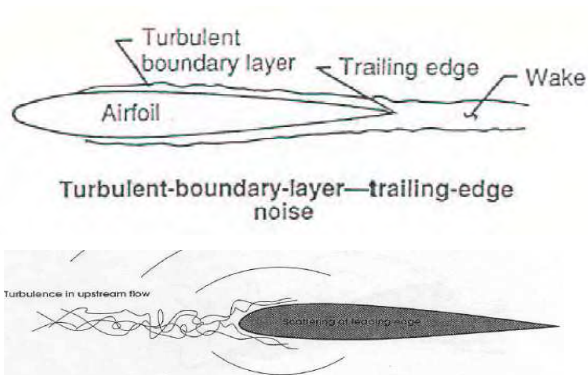 Turbulent
boundary layer
Trailing edge
Wake
Airfoil
Turbulent-boundary-layer—trailing-edge
noise
Turbulence in upstream flow
Scattering at leading edge